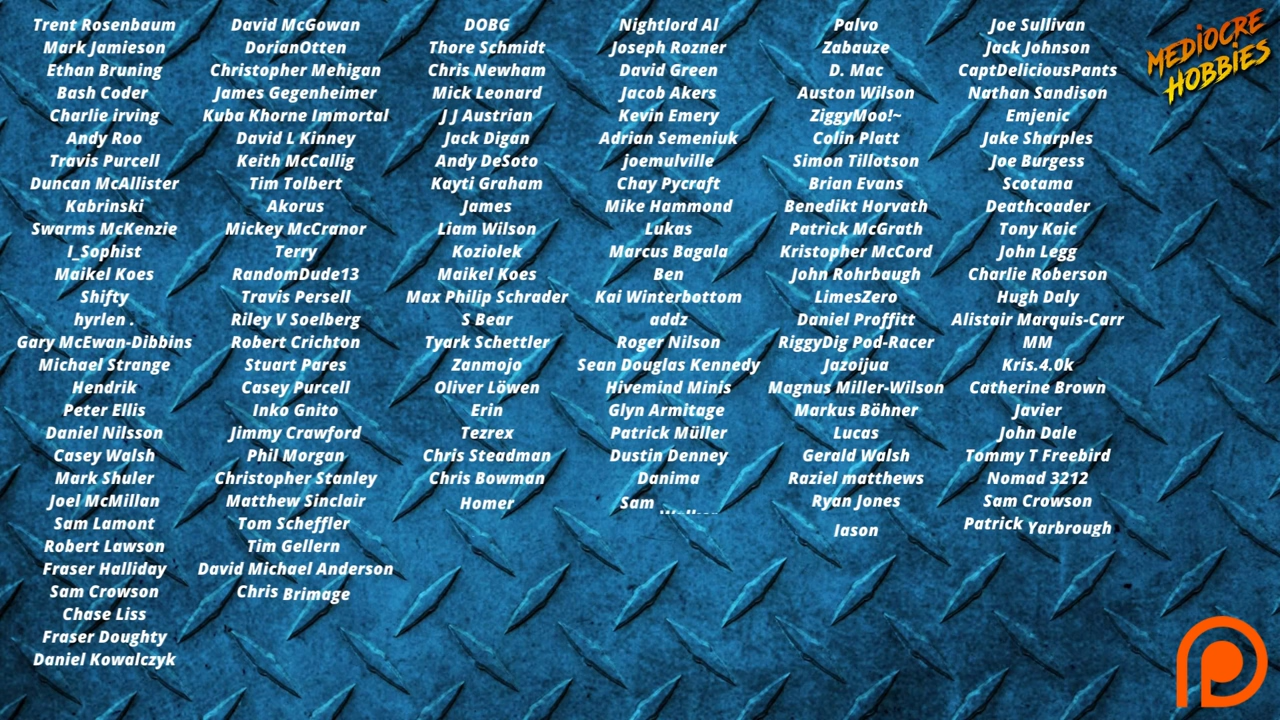 Trent Rosenbaum
Mark Jamieson
Ethan Bruning
Bash Coder
Charlie irving
Andy Roo
Travis Purcell
Duncan McAllister
Kabrinski
Swarms McKenzie
I_Sophist
Maikel Koes
Shifty
hyrlen .
Gary McEwan-Dibbins
Michael Strange
Hendrik
Peter Ellis
Daniel Nilsson
Casey Walsh
Mark Shuler
Joel McMillan
Sam Lamont
Robert Lawson
Fraser Halliday
Sam Crowson
Chase Liss
Fraser Doughty
Daniel Kowalczyk
David McGowan
DorianOtten
Christopher Mehigan
James Gegenheimer
Kuba Khorne Immortal
David L Kinney
Keith McCallig
Tim Tolbert
Akorus
Mickey McCranor
Terry
RandomDude13
Travis Persell
Riley V Soelberg
Robert Crichton
Stuart Pares
Casey Purcell
Inko Gnito
Jimmy Crawford
Phil Morgan
Christopher Stanley
Matthew Sinclair
Tom Scheffler
Tim Gellern
David Michael Anderson
Chris Brimage
DOBG
Thore Schmidt
Chris Newham
Mick Leonard
J J Austrian
Jack Digan
Andy DeSoto
Kayti Graham
James
Liam Wilson
Koziolek
Maikel Koes
Max Philip Schrader
S Bear
Tyark Schettler
Zanmojo
Oliver Löwen
Erin
Tezrex
Chris Steadman
Chris Bowman
Homer
Nightlord Al
Joseph Rozner
David Green
Jacob Akers
Kevin Emery
Adrian Semeniuk
joemulville
Chay Pycraft
Mike Hammond
Lukas
Marcus Bagala
Ben
Kai Winterbottom
addz
Roger Nilson
Sean Douglas Kennedy
Hivemind Minis
Glyn Armitage
Patrick Müller
Dustin Denney
Danima
Sam
Palvo
Zabauze
D. Mac
Auston Wilson
ZiggyMoo!~
Colin Platt
Simon Tillotson
Brian Evans
Benedikt Horvath
Patrick McGrath
Kristopher McCord
John Rohrbaugh
LimesZero
Daniel Proffitt
RiggyDig Pod-Racer
Jazoijua
Magnus Miller-Wilson
Markus Böhner
Lucas
Gerald Walsh
Raziel matthews
Ryan Jones
Jason
Joe Sullivan
Jack Johnson
CaptDeliciousPants
Nathan Sandison
Emjenic
Jake Sharples
Joe Burgess
Scotama
Deathcoader
Tony Kaic
John Legg
Charlie Roberson
Hugh Daly
Alistair Marquis-Carr
MM
Kris.4.0k
Catherine Brown
Javier
John Dale
Tommy T Freebird
Nomad 3212
Sam Crowson
Patrick Yarbrough
MEDIOCRE
HOBBIES